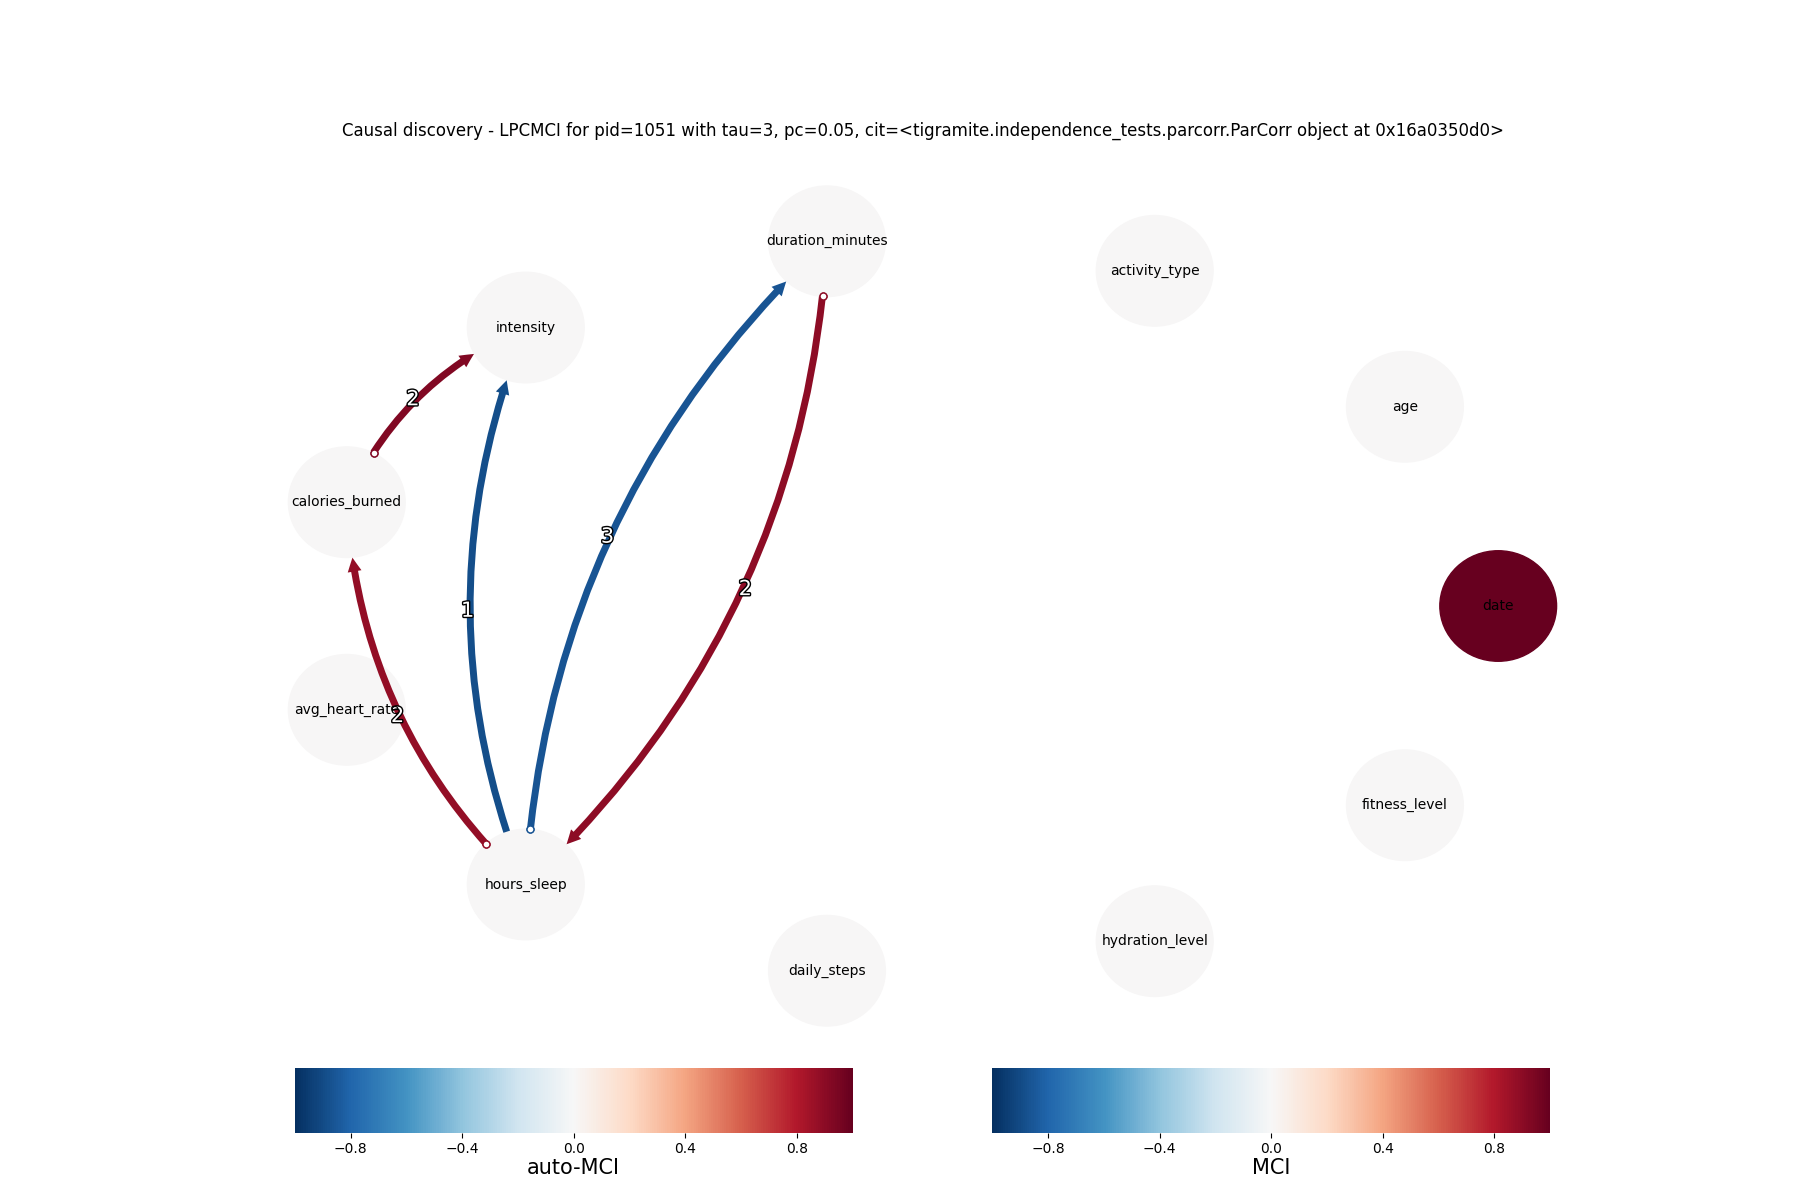 Causal discovery - LPCMCI for pid=1051 with tau=3, pc=0.05, cit=<tigramite.independence_tests.parcorr.ParCorr object at 0x16a0350d0>
duration_minutes
activity_type
intensity
2
age
calories_burned
3
2
date
1
avg_heart_rate
2
fitness_level
hours_sleep
hydration_level
daily_steps
−0.8 −0.4 0.0 0.4 0.8
auto-MCI
−0.8 −0.4 0.0 0.4 0.8
MCI